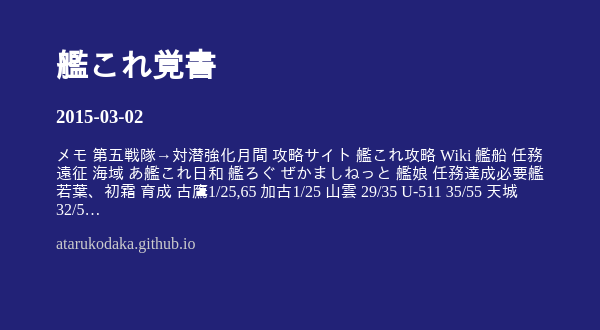 艦これ覚書
2015-03-02
メモ 第五戦隊→対潜強化月間 攻略サイト 艦これ攻略 Wiki 艦船 任務
遠征 海域 あ艦これ日和 艦ろぐ ぜかましねっと 艦娘 任務達成必要艦
若葉、初霜 育成 古鷹1/25,65 加古1/25 山雲 29/35 U-511 35/55 天城
32/5…
atarukodaka.github.io